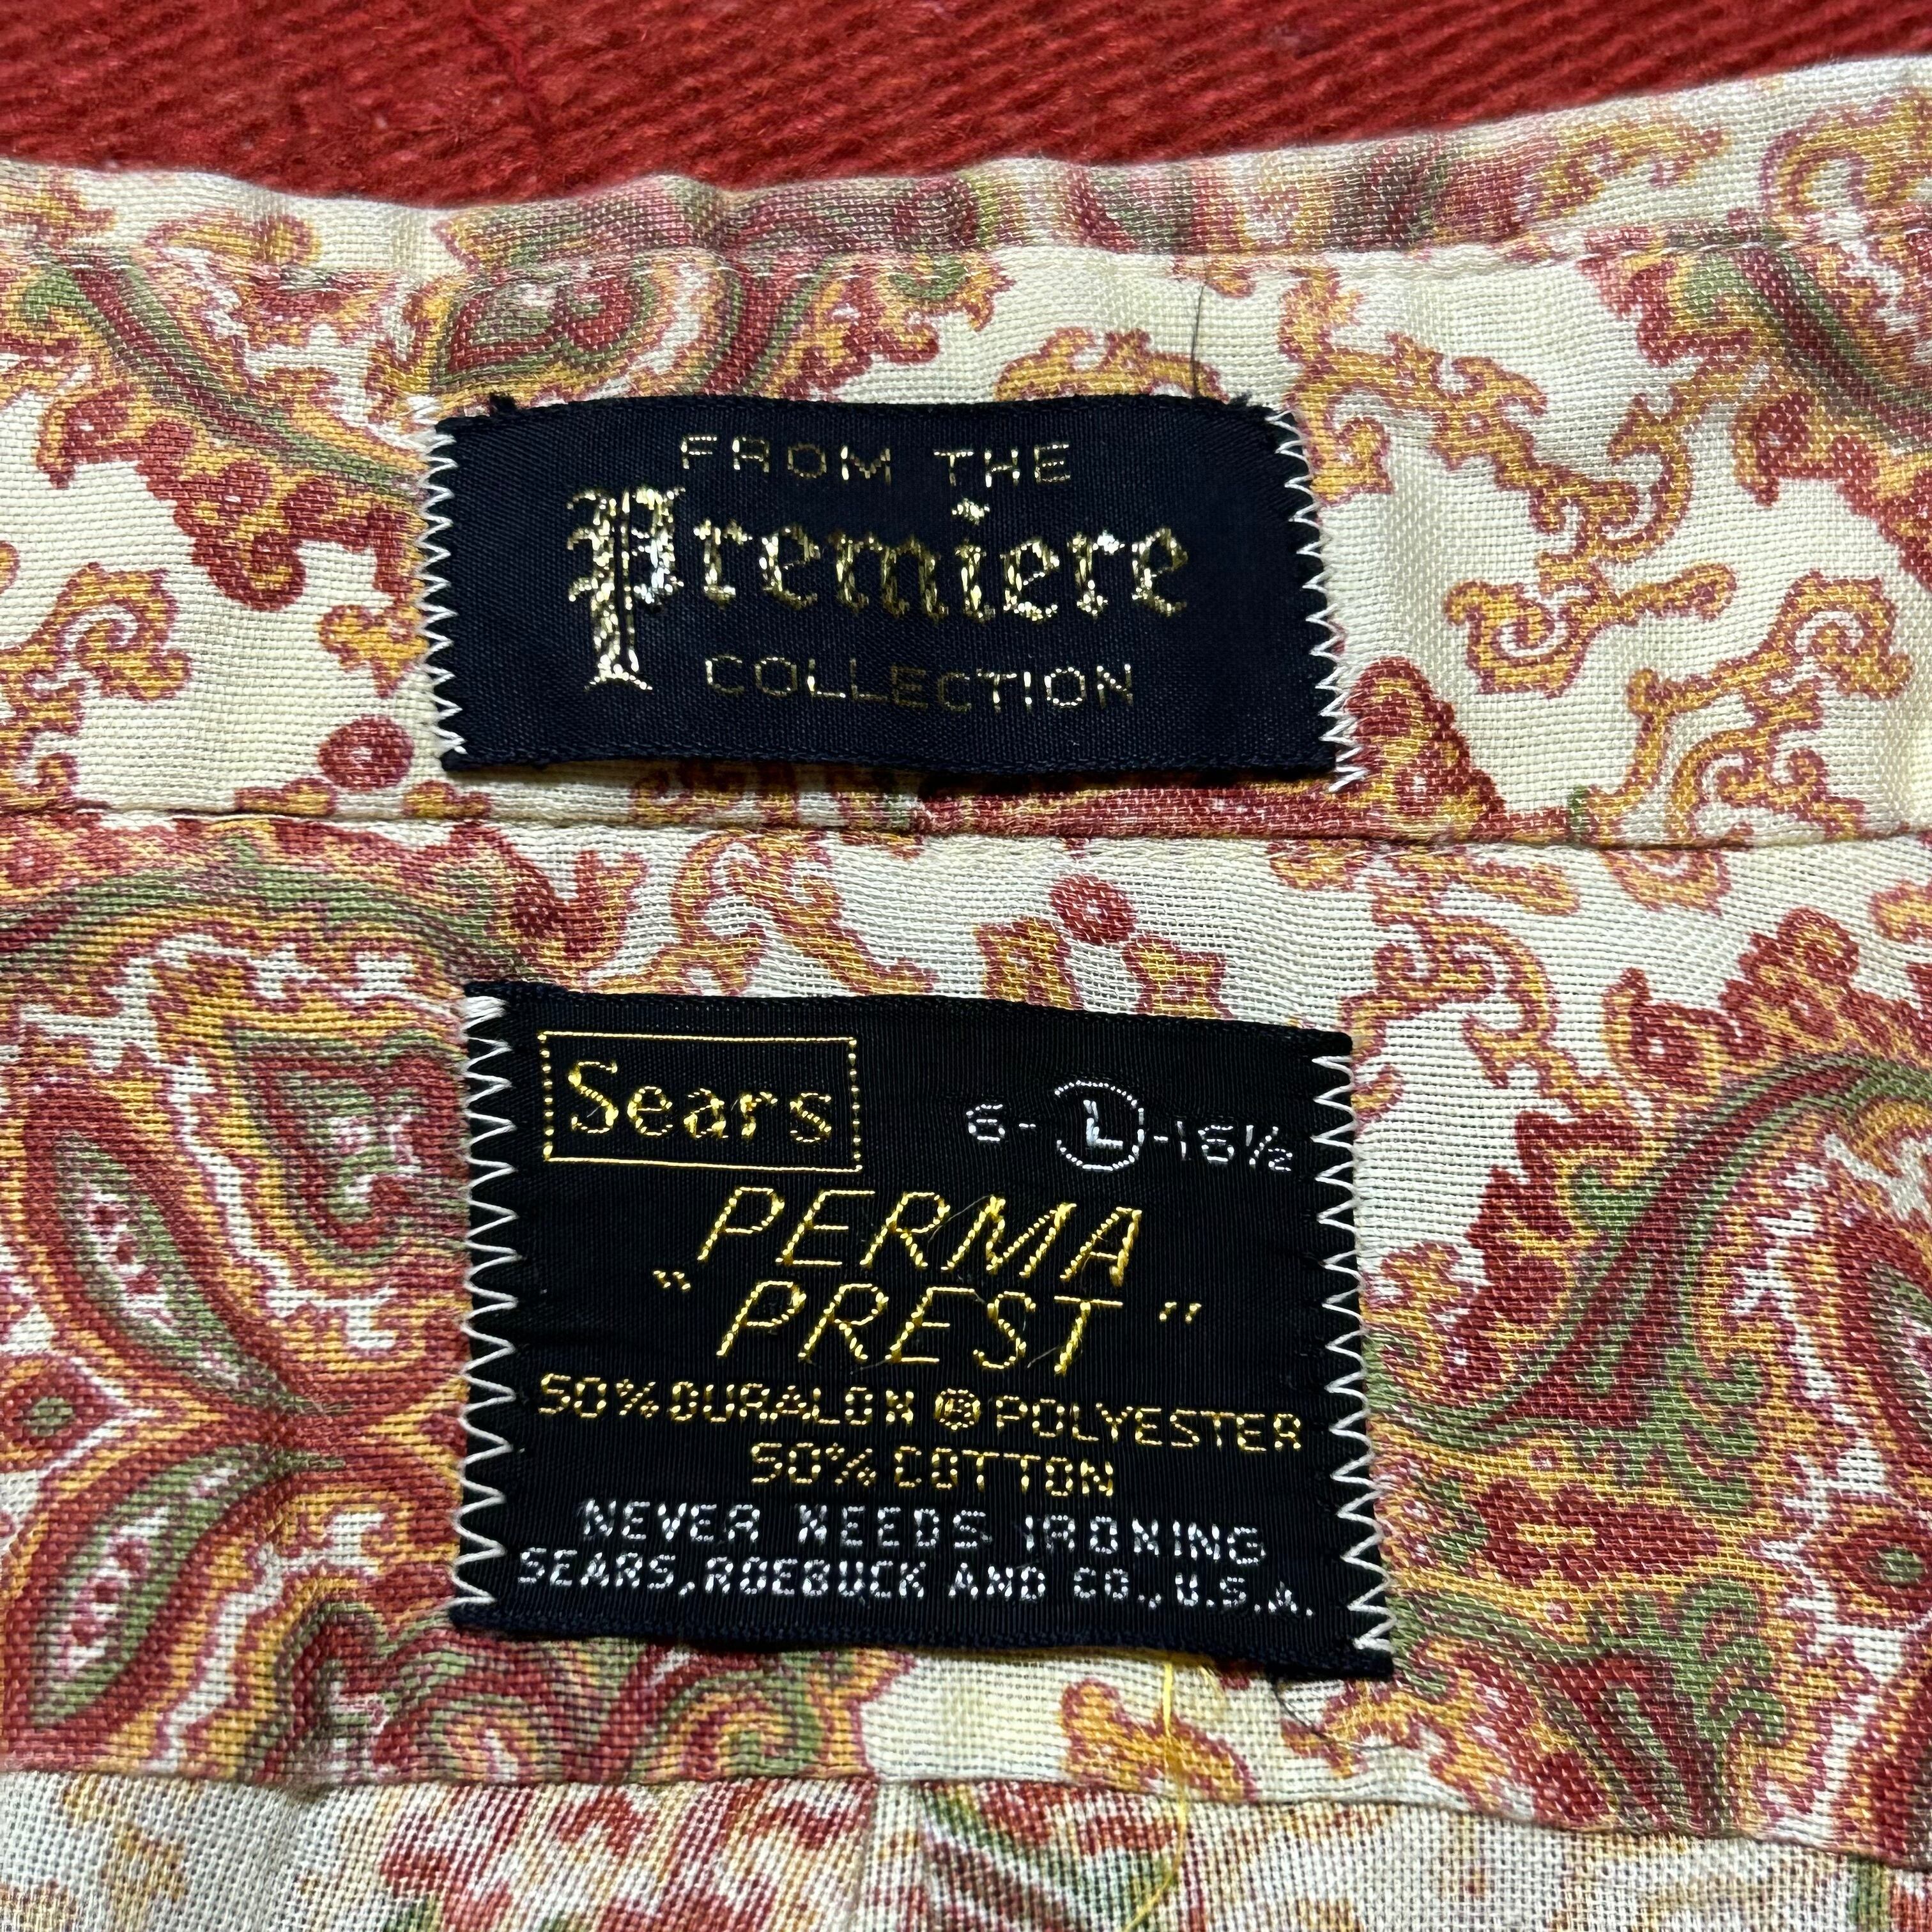 FROM THE
Premiere
COLLECTION
Sears 6-L-16½
PERMA
"PREST"
50% DURALON ® POLYESTER
50% COTTON
NEVER NEEDS IRONING
SEARS, ROEBUCK AND CO., U.S.A.